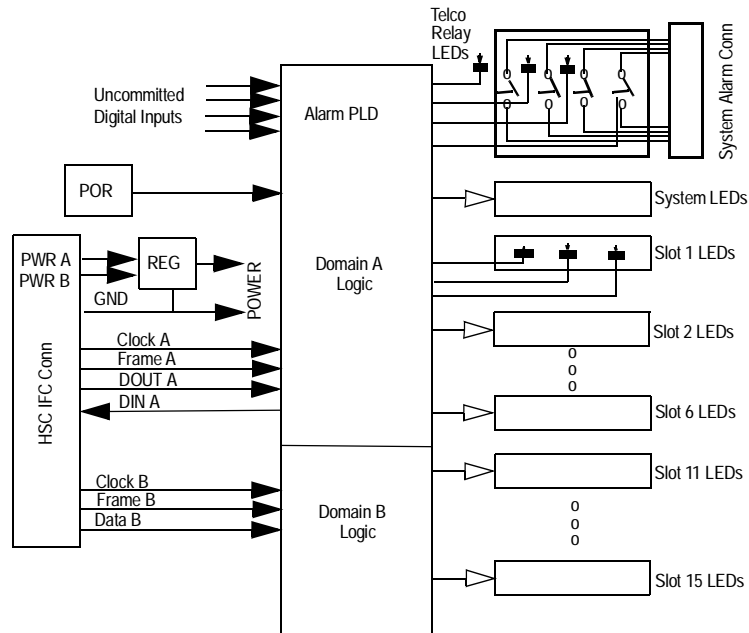 Telco
Relay
LEDs
System Alarm Conn
Uncommitted
Digital Inputs
Alarm PLD
POR
System LEDs
PWR A
PWR B
REG
GND
POWER
Domain A
Logic
Slot 1 LEDs
HSC IFC Conn
Clock A
Frame A
DOUT A
DIN A
Slot 2 LEDs
Slot 6 LEDs
Clock B
Frame B
Data B
Domain B
Logic
Slot 11 LEDs
Slot 15 LEDs